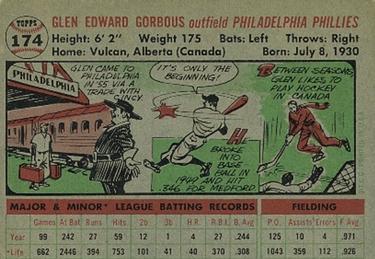 TOPPS
174
GLEN EDWARD GORBOUS outfield PHILADELPHIA PHILLIES
Height: 6' 2" Weight 175 Bats: Left Throws: Right
Home: Vulcan, Alberta (Canada) Born: July 8, 1930
PHILADELPHIA
GLEN CAME TO
PHILADELPHIA
IN '55 VIA A
TRADE WITH
CINCY.
IT'S ONLY THE
BEGINNING!
HE
BROKE
INTO
BASE
BALL IN
1949 AND HIT
.346 FOR MEDFORD.
BETWEEN SEASONS,
GLEN LIKES TO
PLAY HOCKEY
IN CANADA
MAJOR & MINOR* LEAGUE BATTING RECORDS
FIELDING
Games At Bat Runs Hits 2b 3b H.R. R.B.I. B. Avg. P.O. Assists Errors F. Avg.
Year 99 242 27 59 12 1 4 27 .244 125 10 4 .971
Life 662 2446 394 753 101 41 40 308 1043 359 112 .926